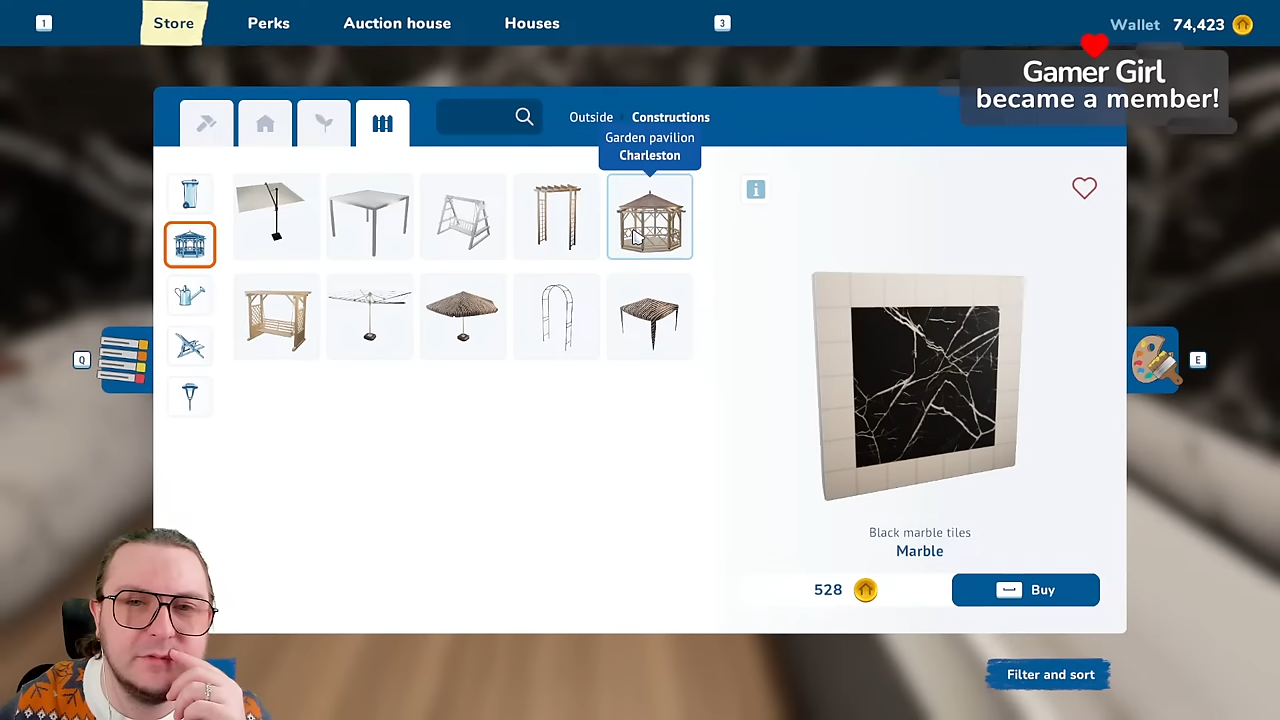 1
Store
Perks
Auction house
Houses
3
Wallet 74,423
Gamer Girl
became a member!
Outside Constructions
Garden pavilion
Charleston
i
Q
E
Black marble tiles
Marble
528
Buy
Filter and sort